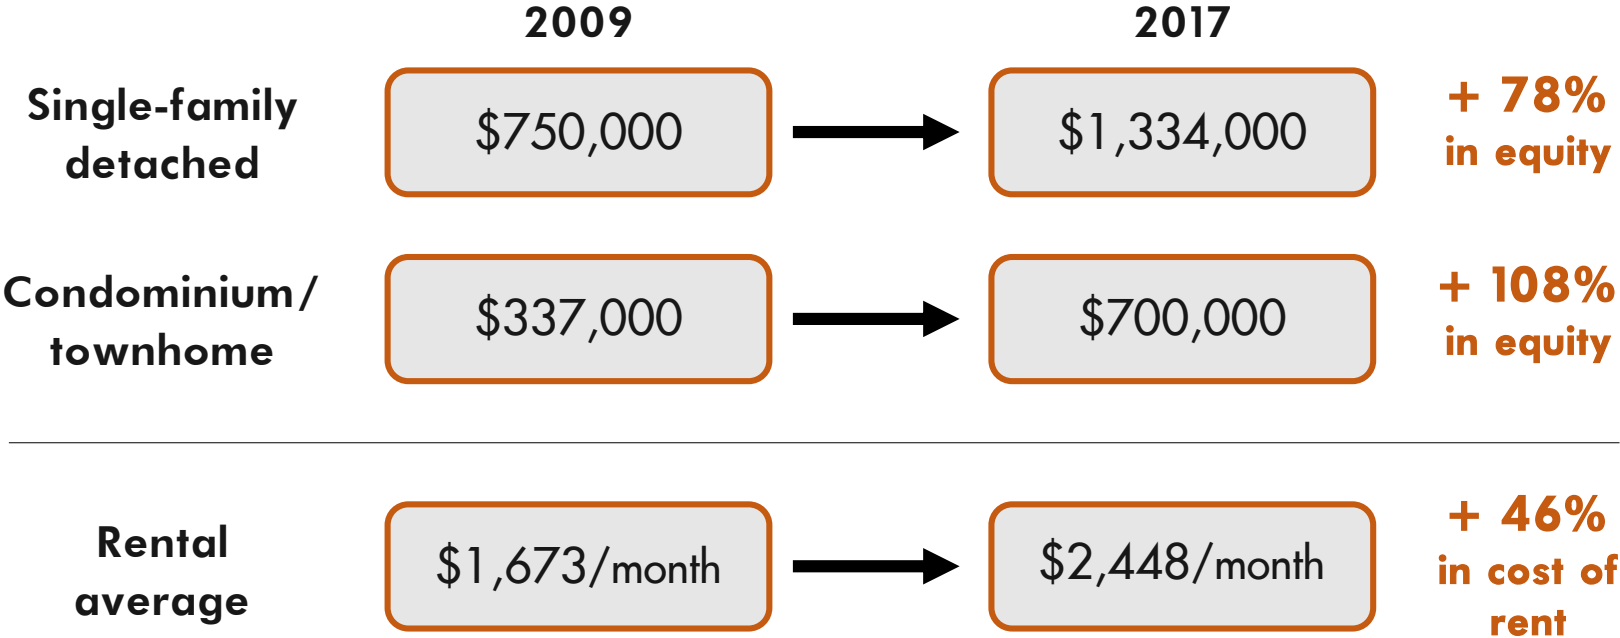 2009 2017
Single-family
detached
$750,000
$1,334,000
+ 78%
in equity
Condominium/
townhome
$337,000
$700,000
+ 108%
in equity
Rental
average
$1,673/month
$2,448/month
+ 46%
in cost of
rent